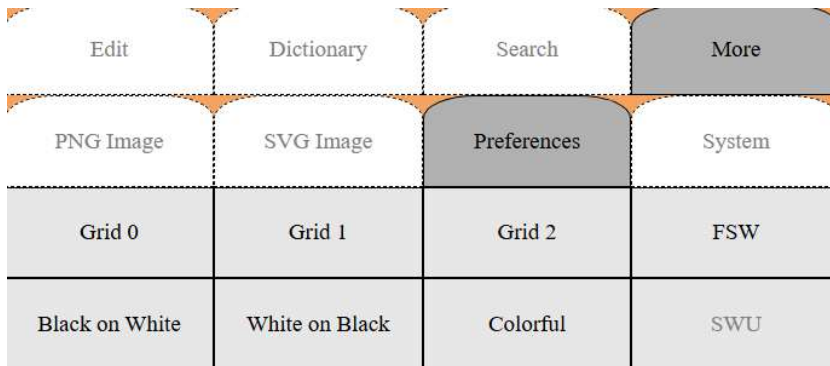 Edit Dictionary Search More
PNG Image SVG Image Preferences System
Grid 0 Grid 1 Grid 2 FSW
Black on White White on Black Colorful SWU